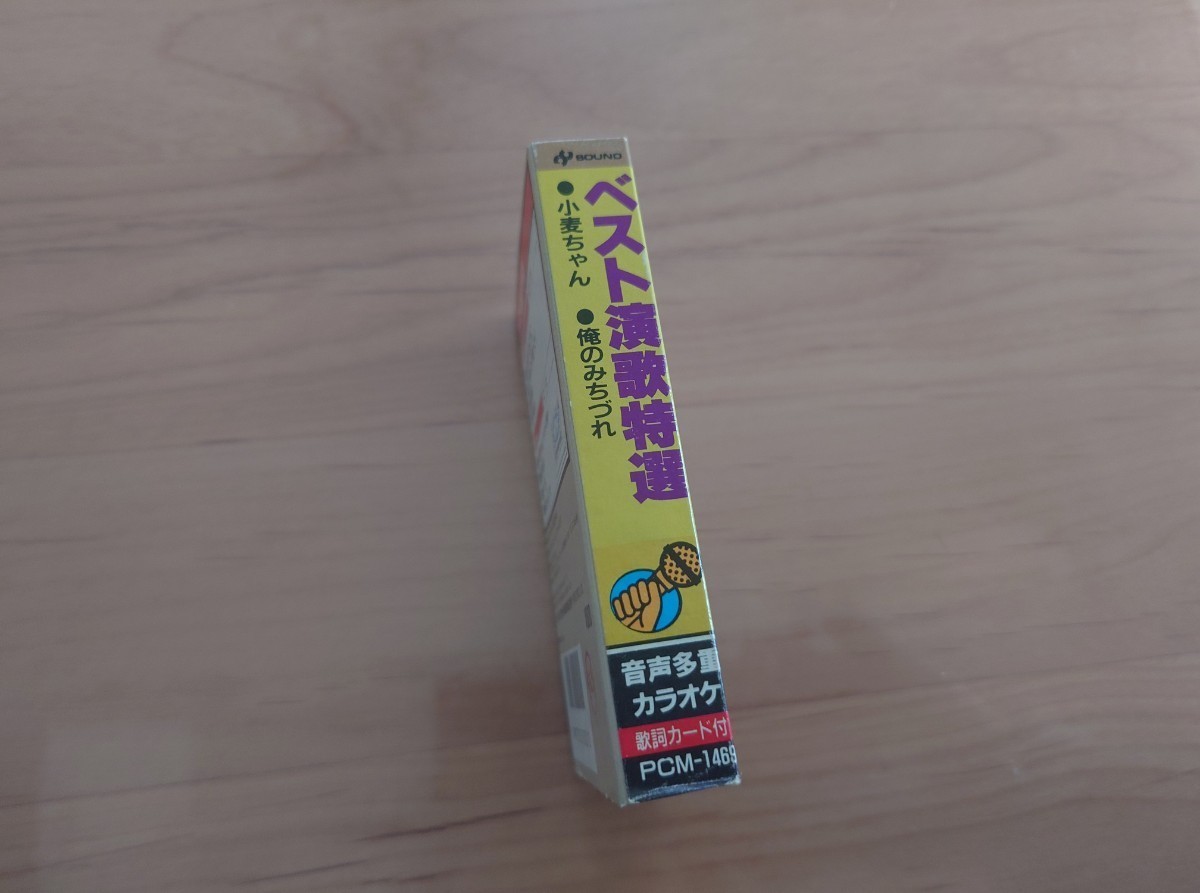 SOUND
ベスト演歌特選
●小麦ちゃん
●俺のみちづれ
音声多重
カラオケ
歌詞カード付
PCM-1469